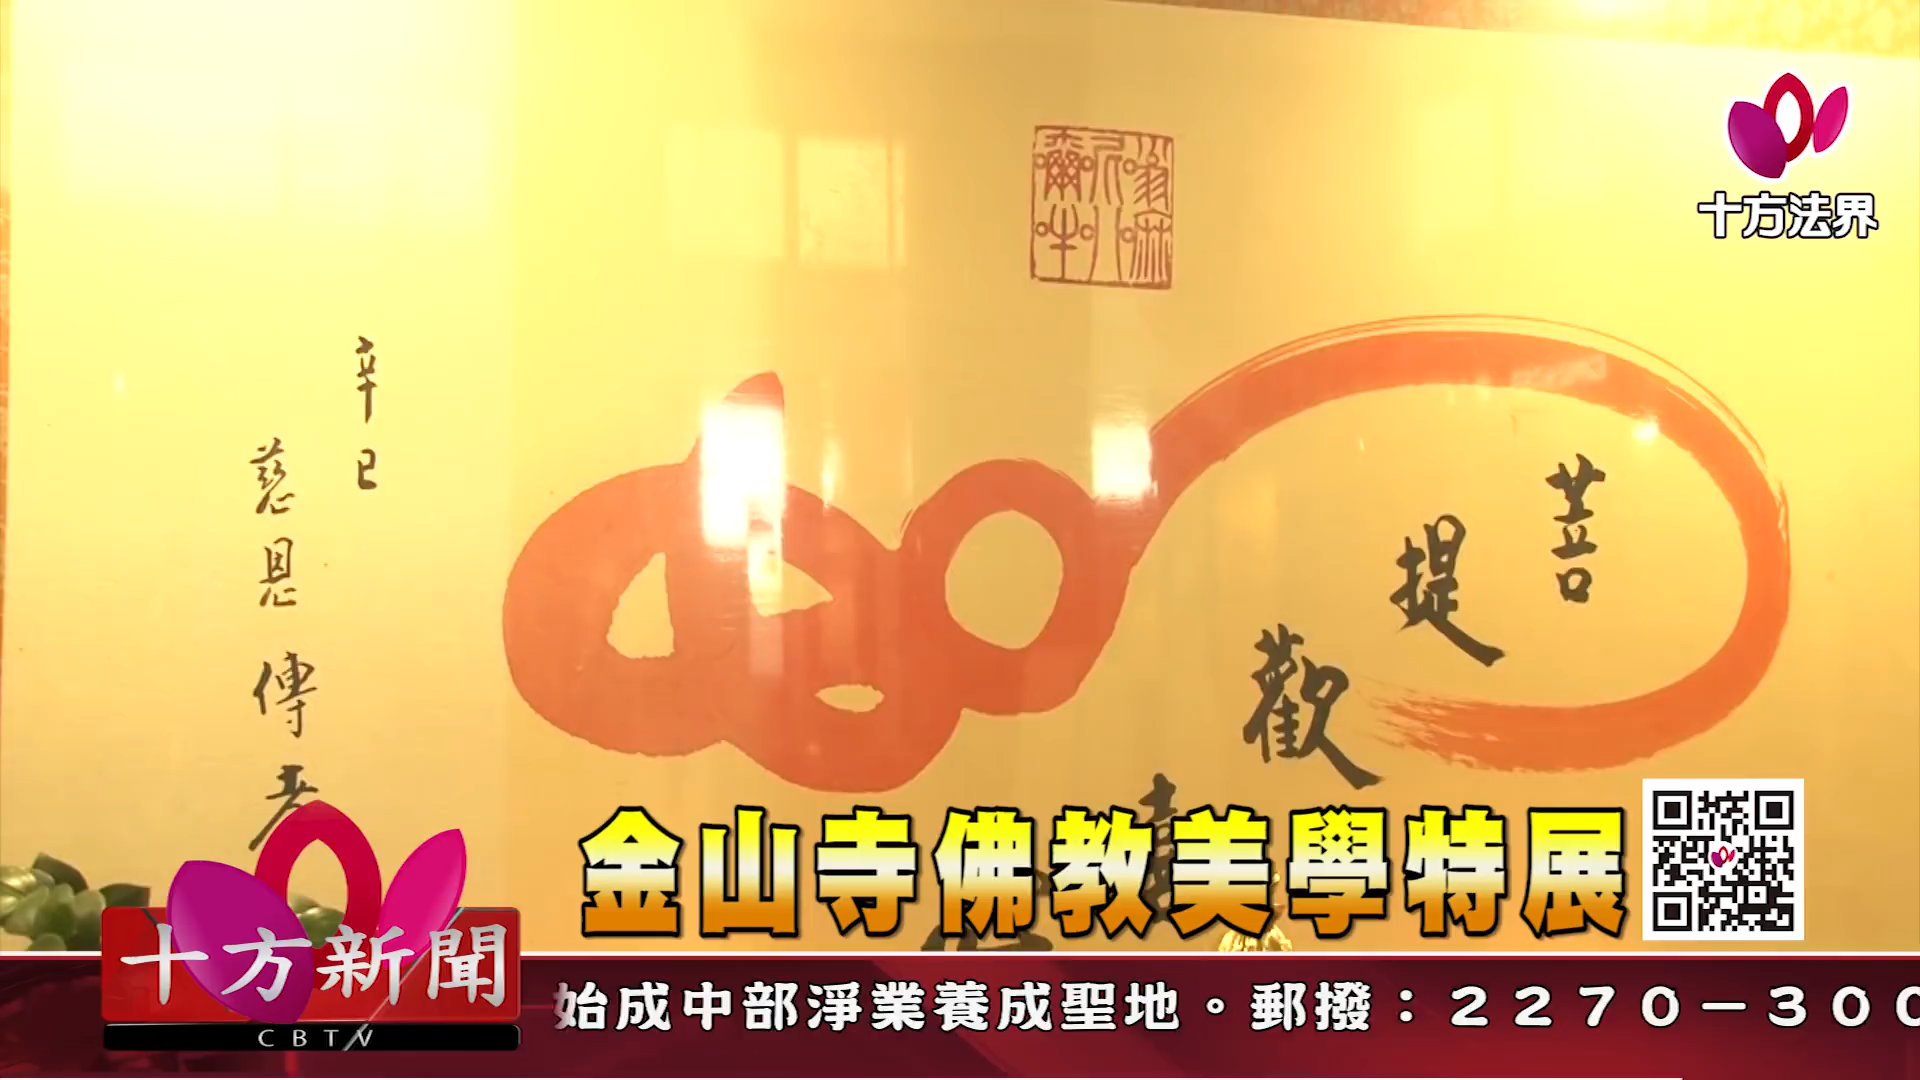 十方法界
菩提歡喜
辛巳
慈恩傳孝
金山寺佛教美學特展
十方新聞
CBTV
始成中部淨業養成聖地。郵撥：2270－300